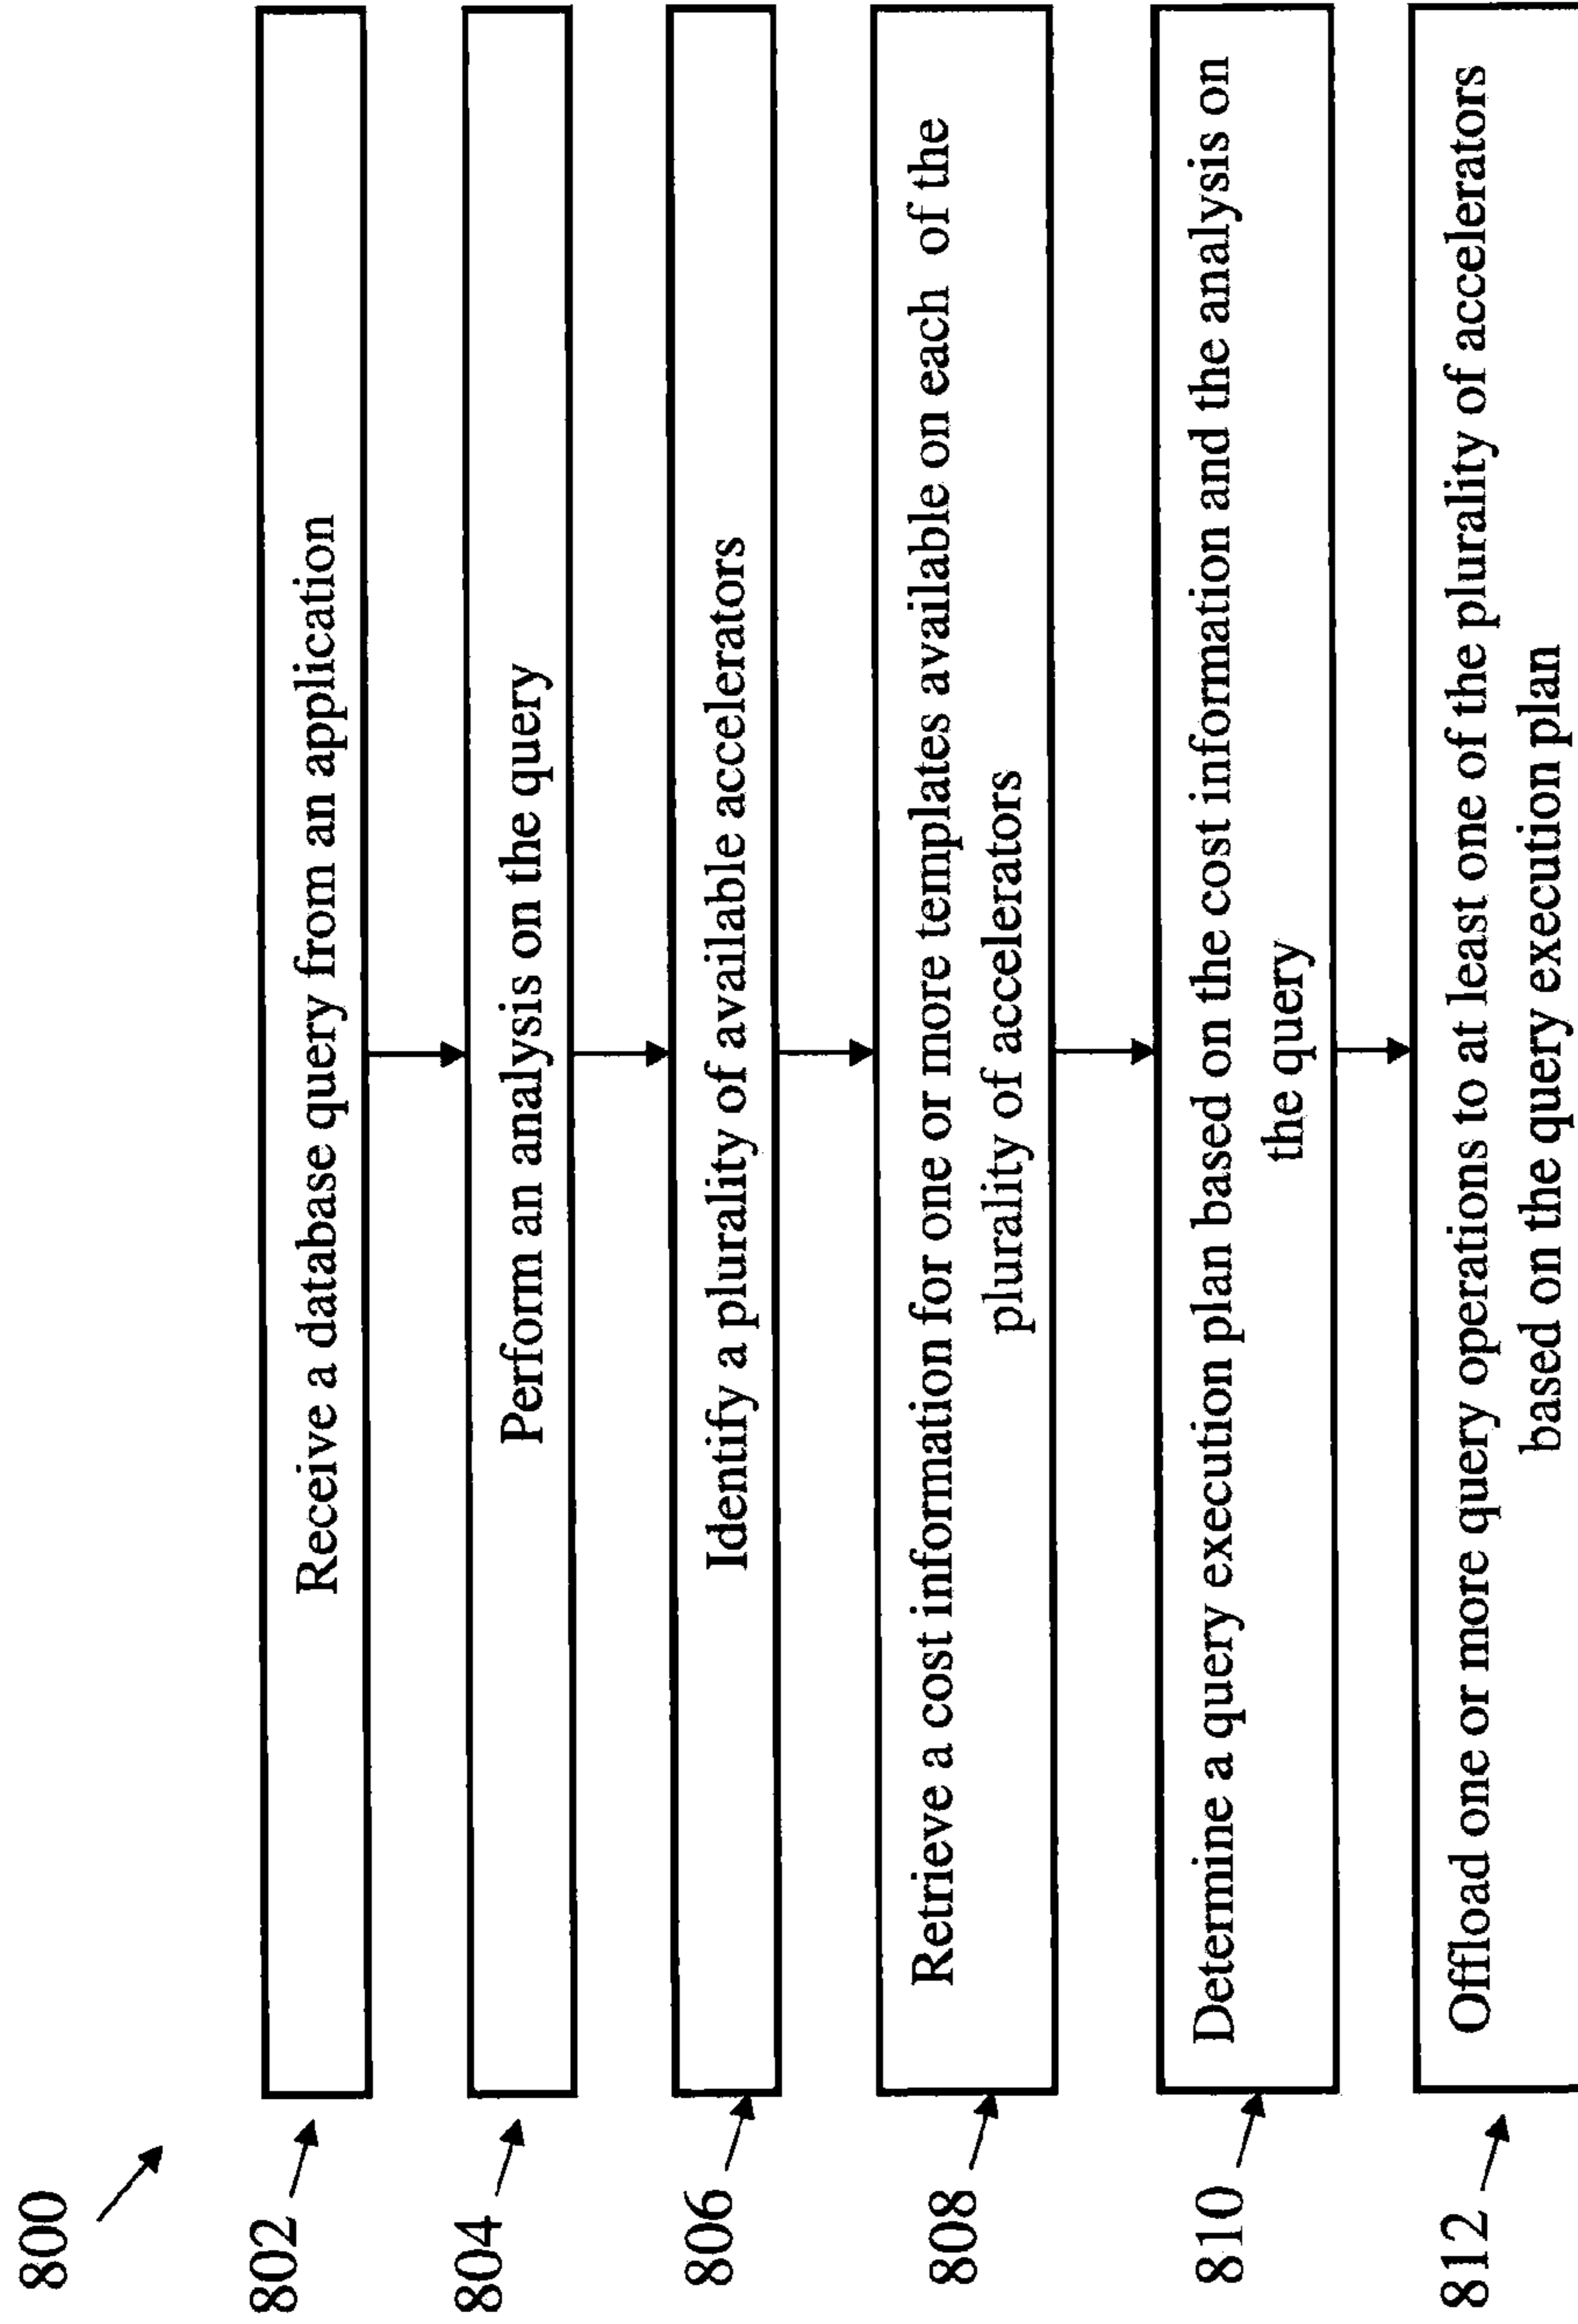 800
802
Receive a database query from an application
804
Perform an analysis on the query
806
Identify a plurality of available accelerators
808
Retrieve a cost information for one or more templates available on each of the
plurality of accelerators
810
Determine a query execution plan based on the cost information and the analysis on
the query
812
Offload one or more query operations to at least one of the plurality of accelerators
based on the query execution plan